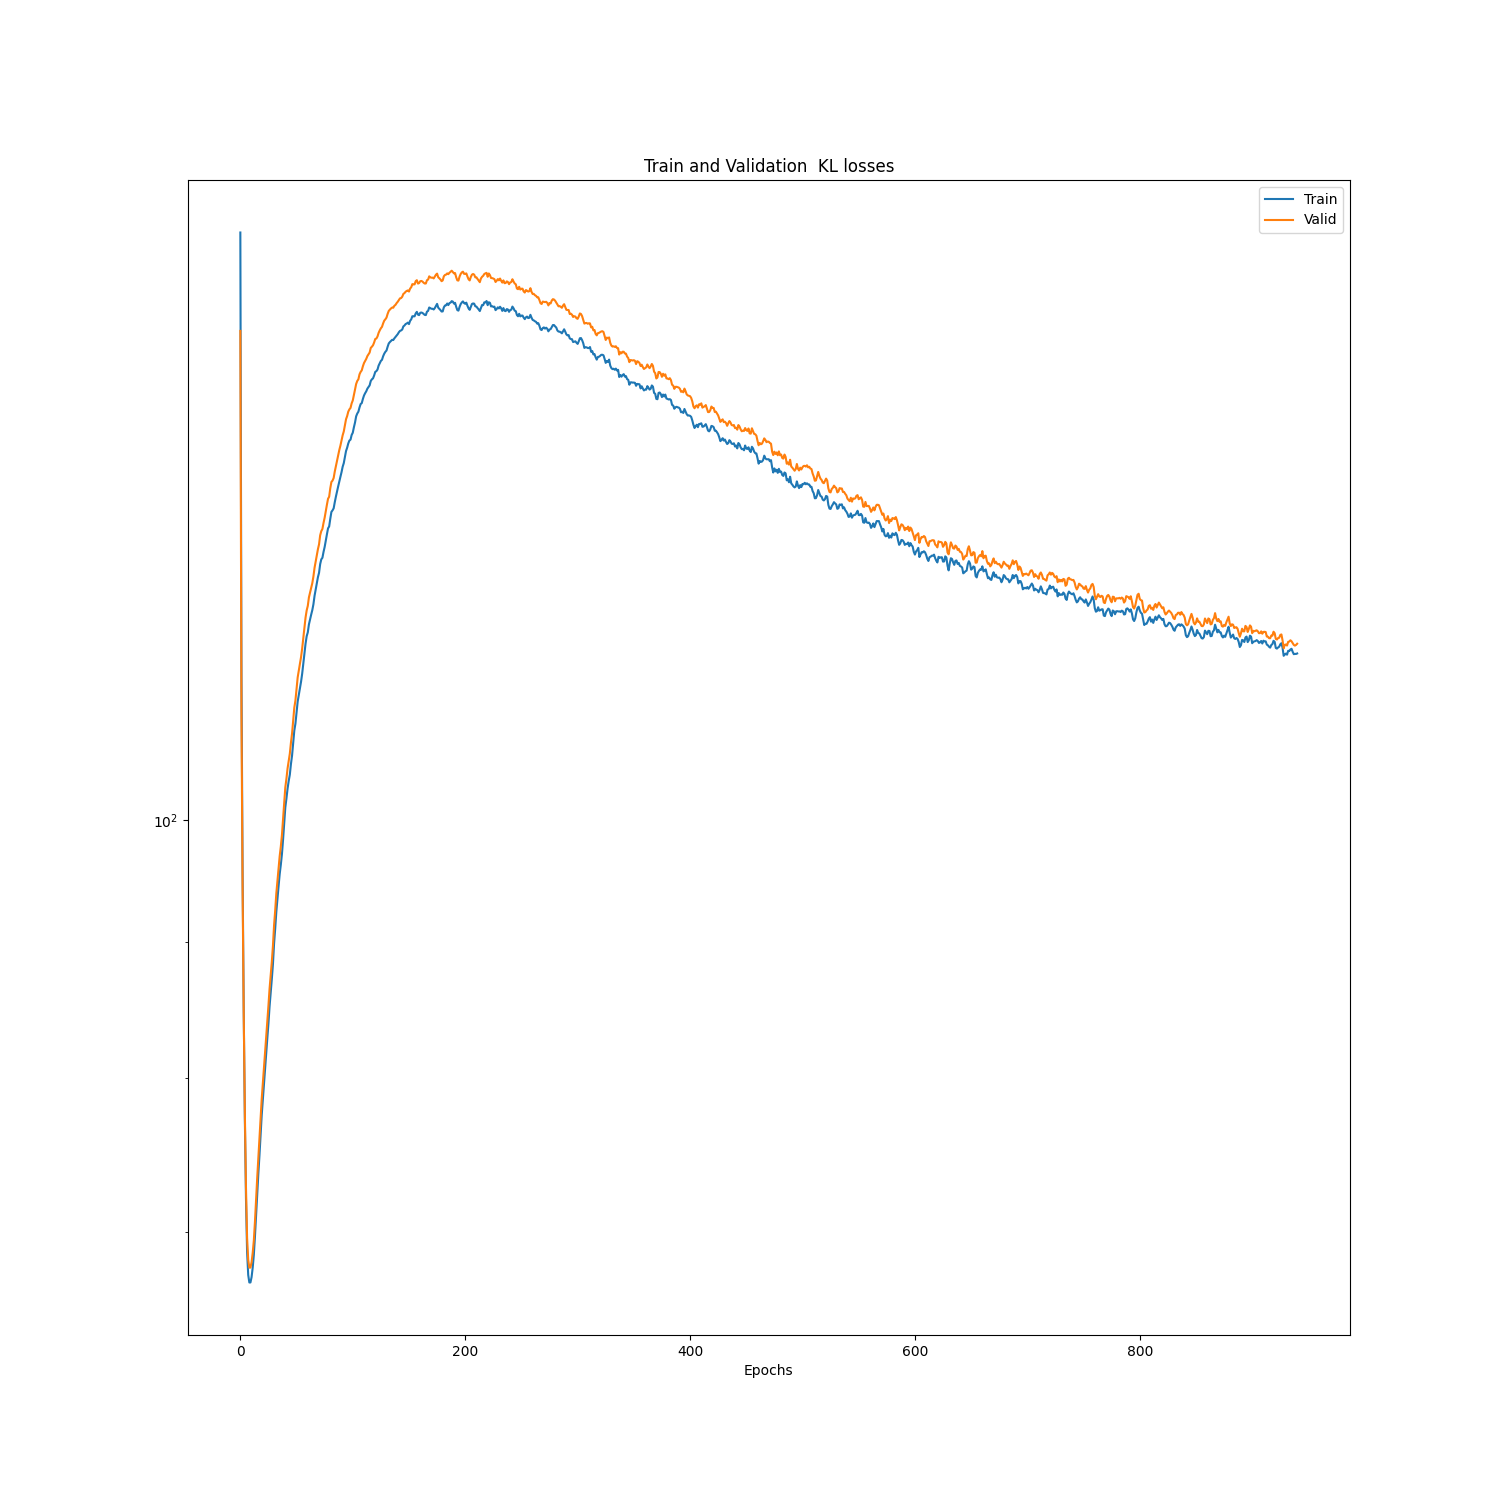 Train and Validation  KL losses
Train
Valid
10²
0 200 400 600 800
Epochs